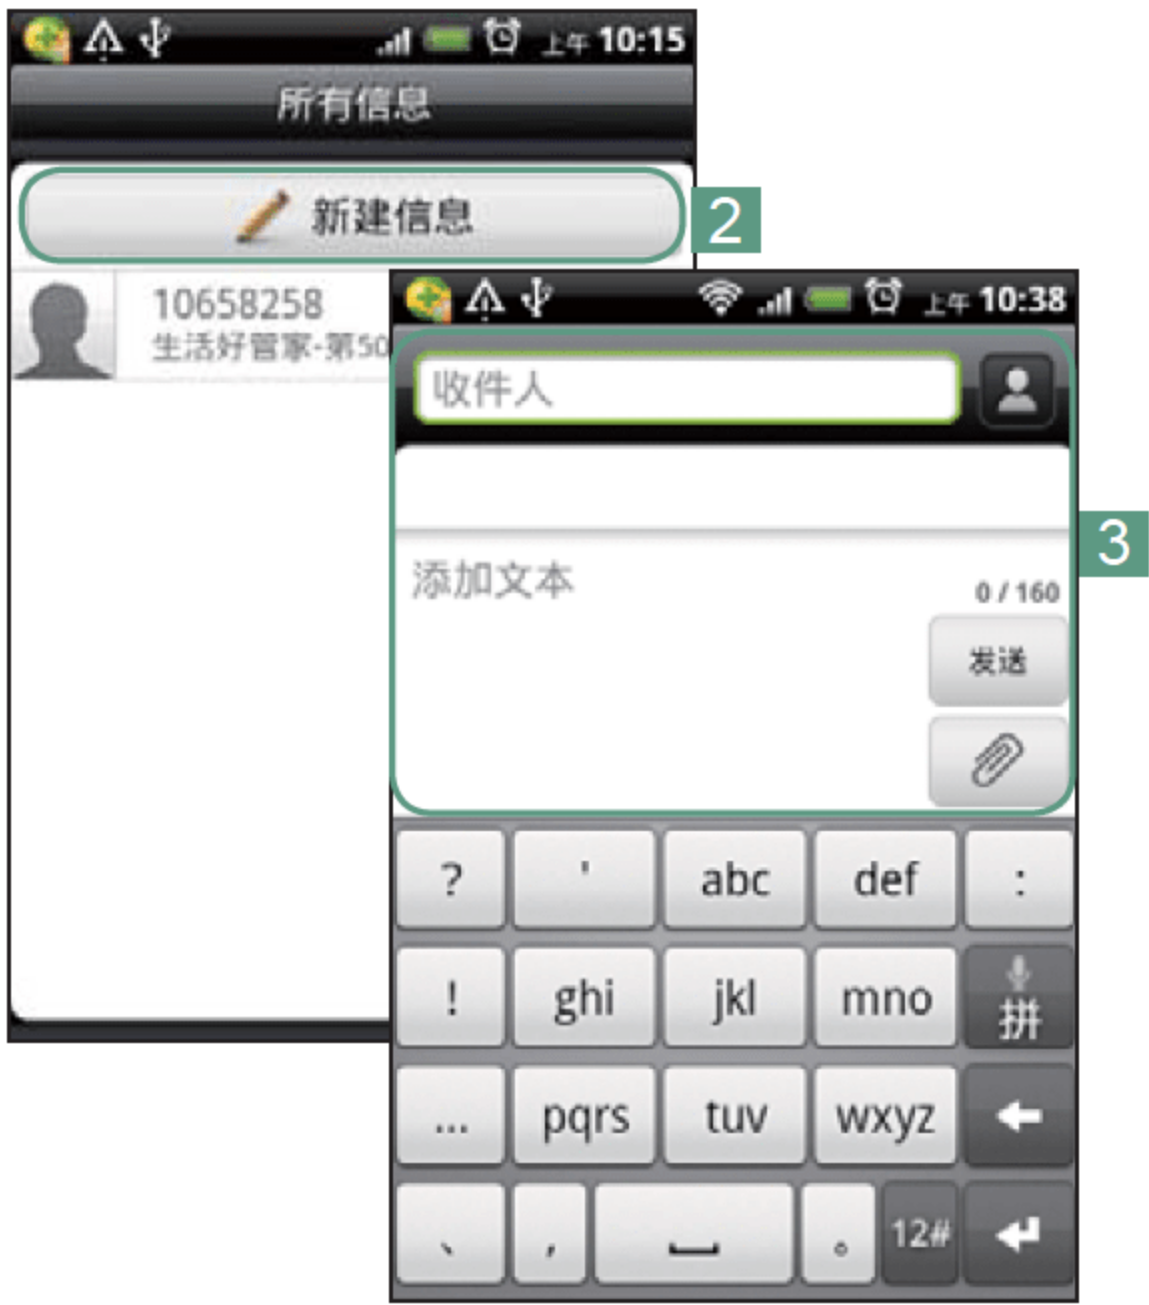 上午 10:15
所有信息
新建信息
2
10658258
生活好管家-第50
上午 10:38
收件人
3
添加文本
0 / 160
发送
? ' abc def :
! ghi jkl mno 拼
... pqrs tuv wxyz
、 , 。 12#